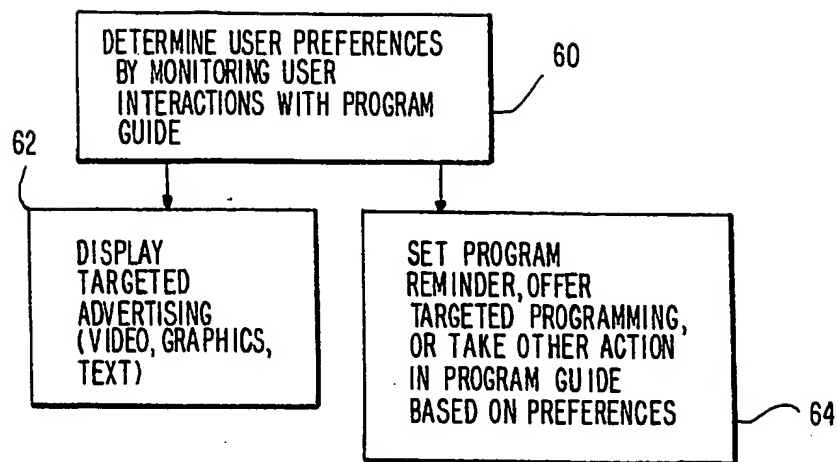 DETERMINE USER PREFERENCES
BY MONITORING USER
INTERACTIONS WITH PROGRAM
GUIDE
60
62
DISPLAY
TARGETED
ADVERTISING
(VIDEO, GRAPHICS,
TEXT)
SET PROGRAM
REMINDER, OFFER
TARGETED PROGRAMMING,
OR TAKE OTHER ACTION
IN PROGRAM GUIDE
BASED ON PREFERENCES
64